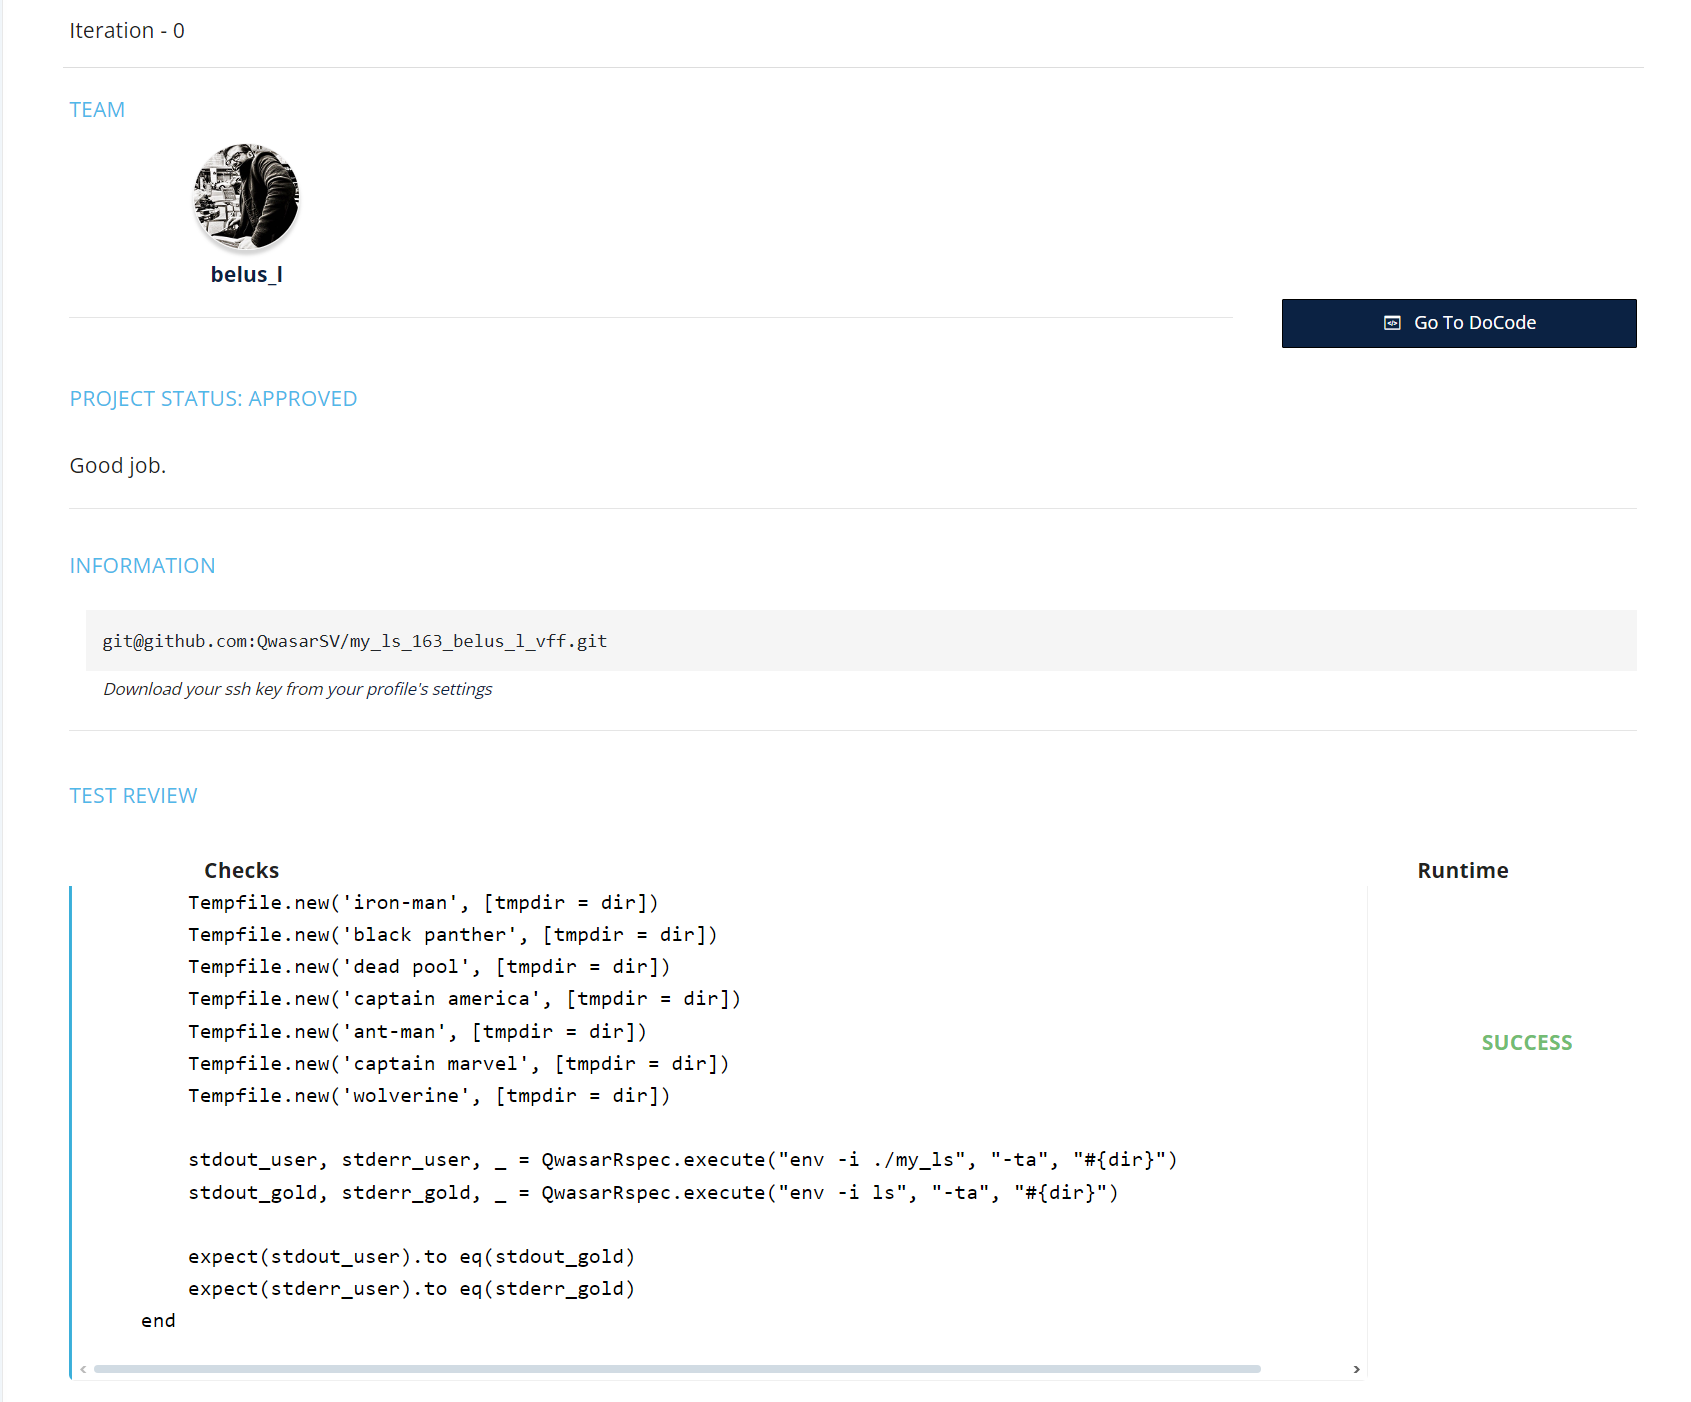 Iteration - 0
TEAM
belus_l
Go To DoCode
PROJECT STATUS: APPROVED
Good job.
INFORMATION
git@github.com:QwasarSV/my_ls_163_belus_l_vff.git
Download your ssh key from your profile's settings
TEST REVIEW
Checks
Runtime
Tempfile.new('iron-man', [tmpdir = dir])
Tempfile.new('black panther', [tmpdir = dir])
Tempfile.new('dead pool', [tmpdir = dir])
Tempfile.new('captain america', [tmpdir = dir])
Tempfile.new('ant-man', [tmpdir = dir])
Tempfile.new('captain marvel', [tmpdir = dir])
Tempfile.new('wolverine', [tmpdir = dir])
SUCCESS
stdout_user, stderr_user, _ = QwasarRspec.execute("env -i ./my_ls", "-ta", "#{dir}")
stdout_gold, stderr_gold, _ = QwasarRspec.execute("env -i ls", "-ta", "#{dir}")
expect(stdout_user).to eq(stdout_gold)
expect(stderr_user).to eq(stderr_gold)
end